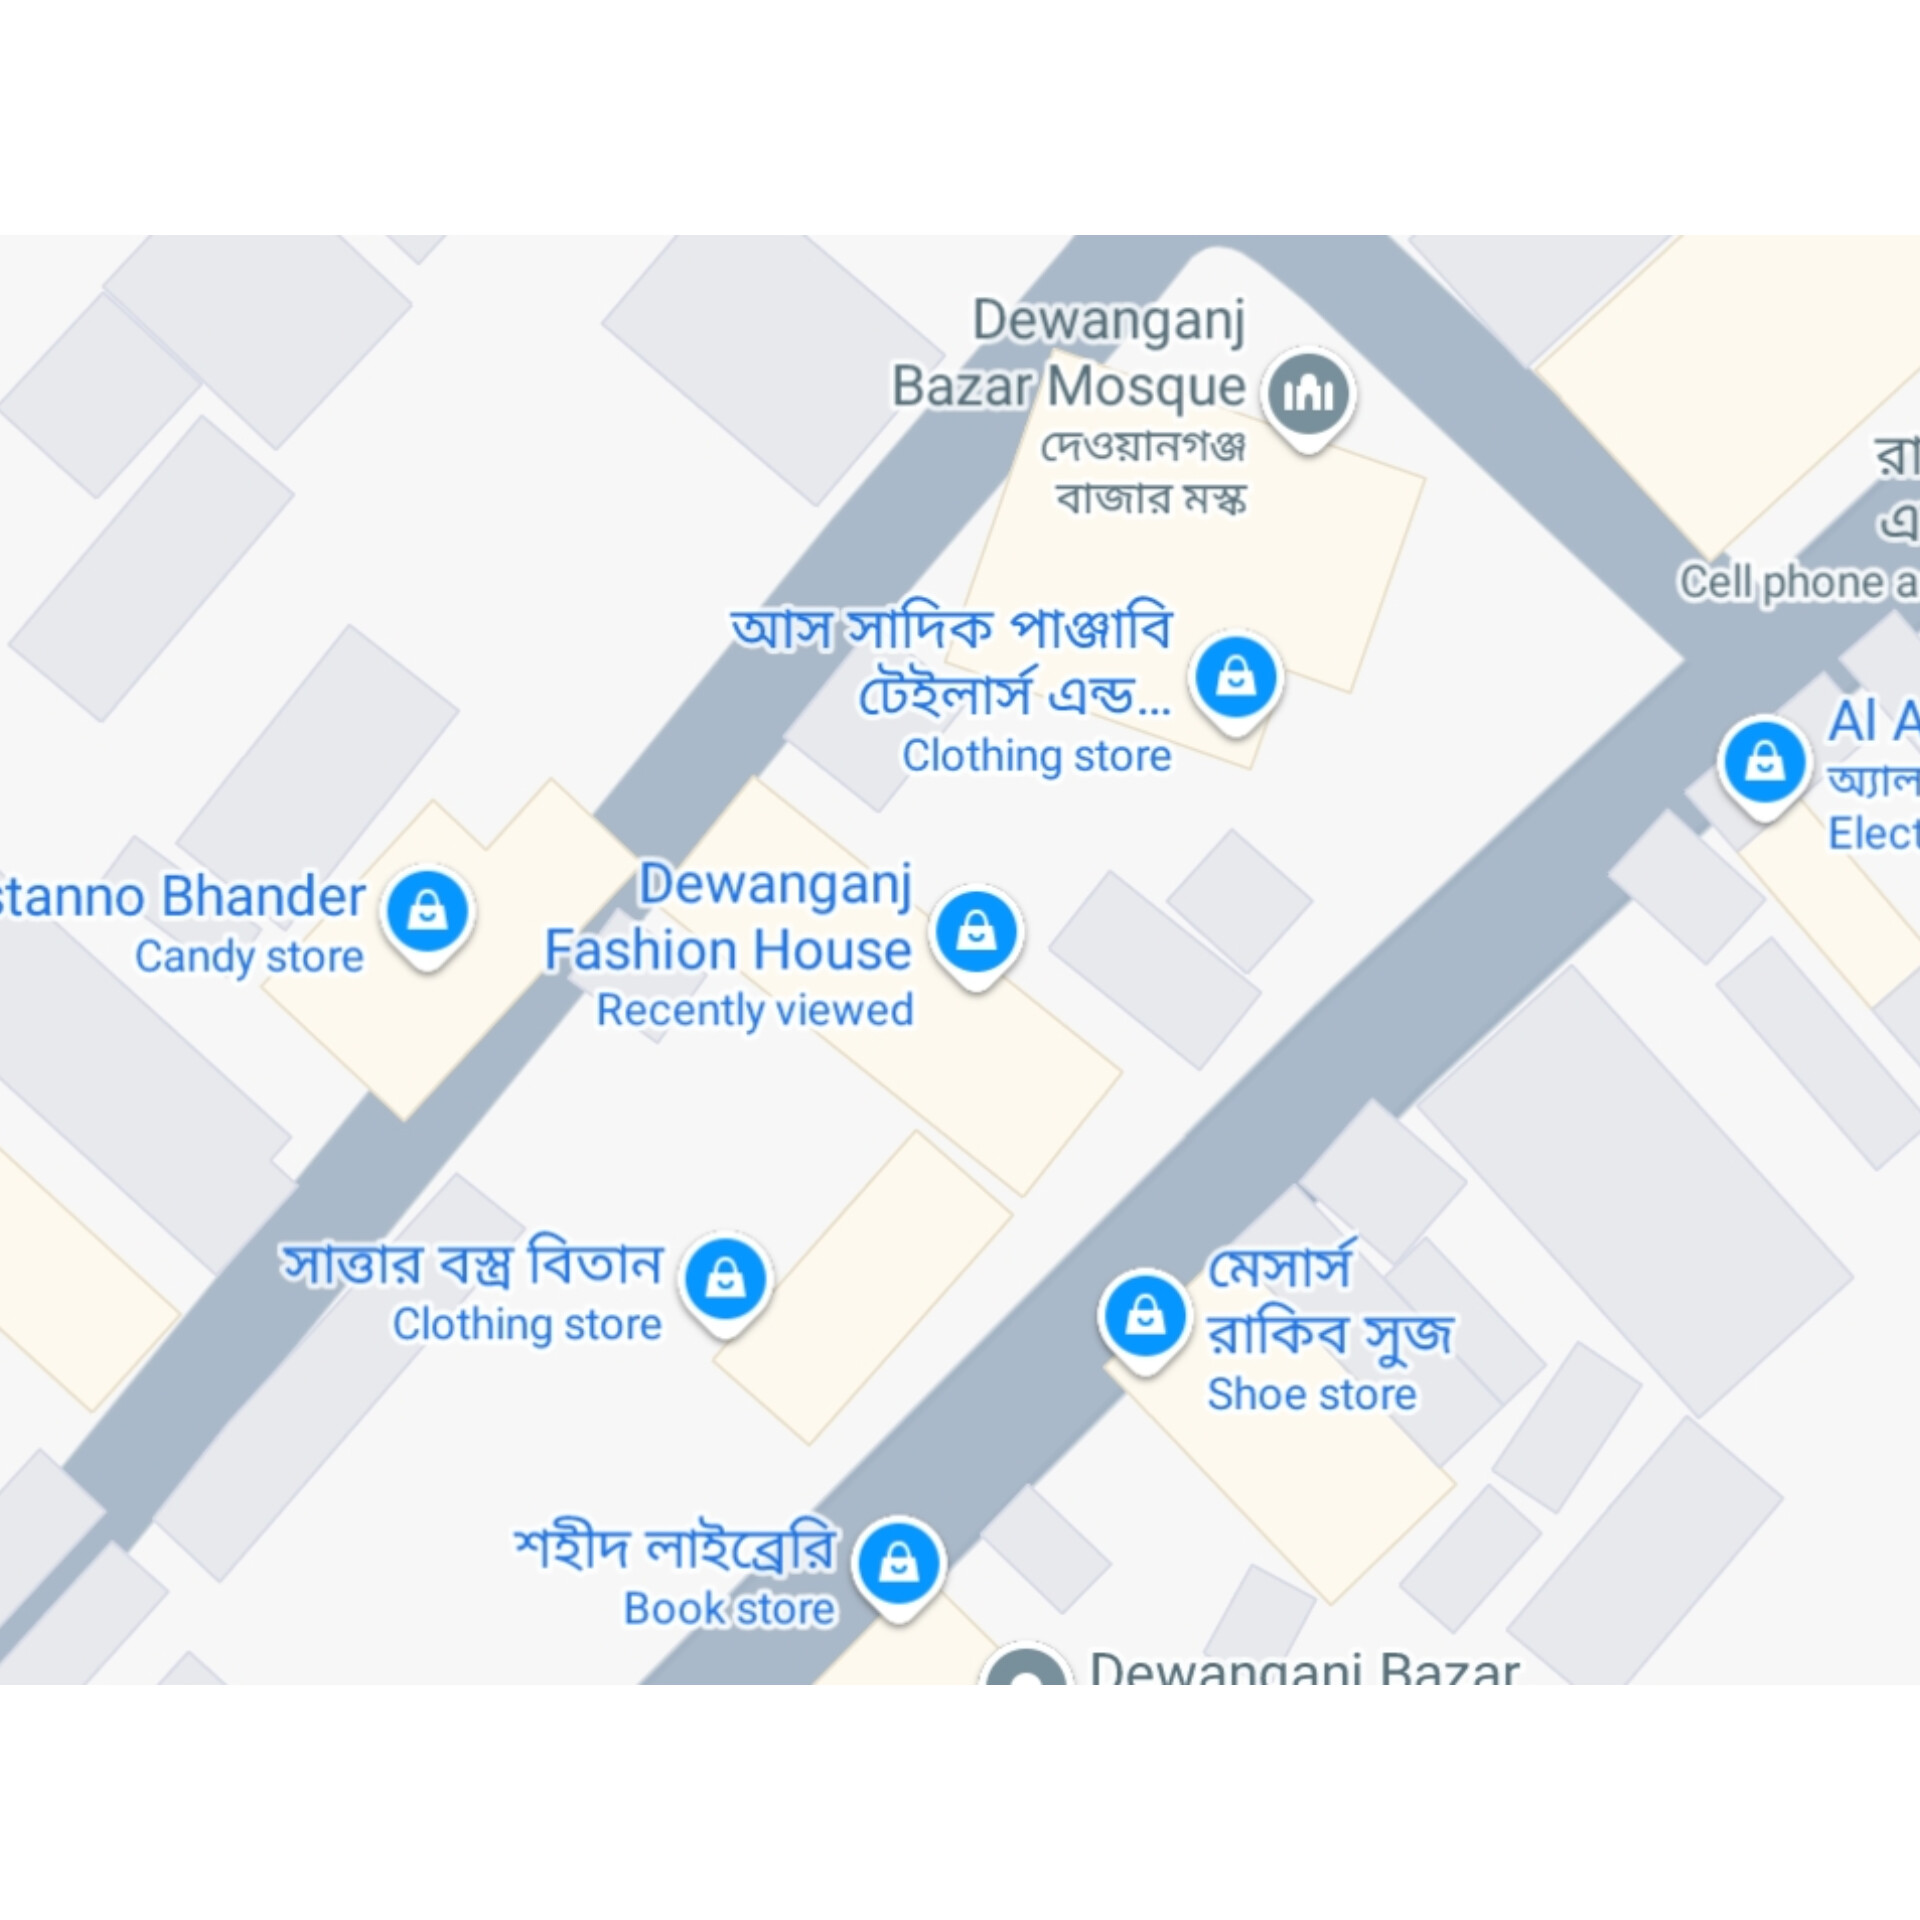 Dewanganj
Bazar Mosque
দেওয়ানগঞ্জ
বাজার মস্ক
রা
এ
Cell phone a
আস সাদিক পাঞ্জাবি
টেইলার্স এন্ড...
Clothing store
Al A
অ্যাল
Elect
stanno Bhander
Candy store
Dewanganj
Fashion House
Recently viewed
সাত্তার বস্ত্র বিতান
Clothing store
মেসার্স
রাকিব সুজ
Shoe store
শহীদ লাইব্রেরি
Book store
Dewanganj Bazar